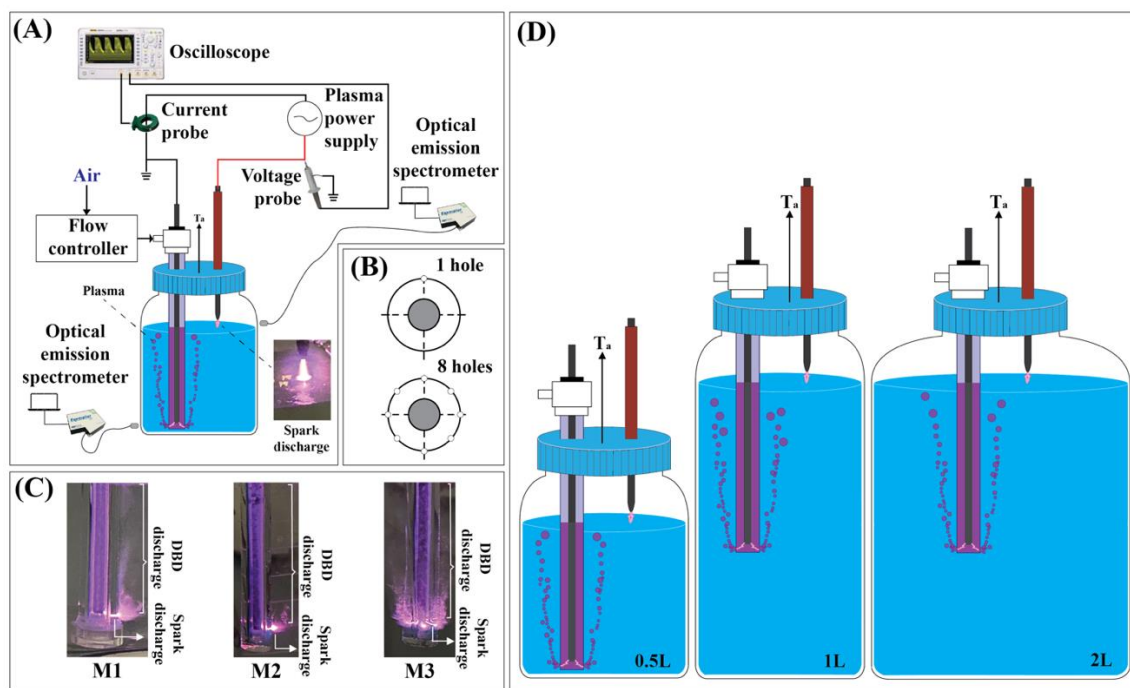 (A)
Oscilloscope
Current
probe
Plasma
power
supply
Optical
emission
spectrometer
Voltage
probe
Air
Flow
controller
Ta
Plasma
Optical
emission
spectrometer
Spark
discharge
(B)
1 hole
8 holes
(C)
DBD
discharge
Spark
discharge
M1
DBD
discharge
Spark
discharge
M2
DBD
discharge
Spark
discharge
M3
(D)
Ta
0.5L
Ta
1L
Ta
2L